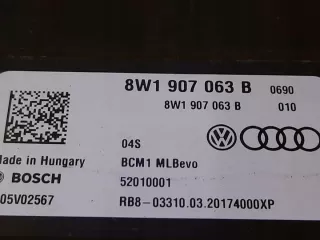 8W1 907 063 B 0690
8W1 907 063 B 010
04S
Made in Hungary BCM1 MLBevo
BOSCH 52010001
05V02567 RB8-03310.03.20174000XP